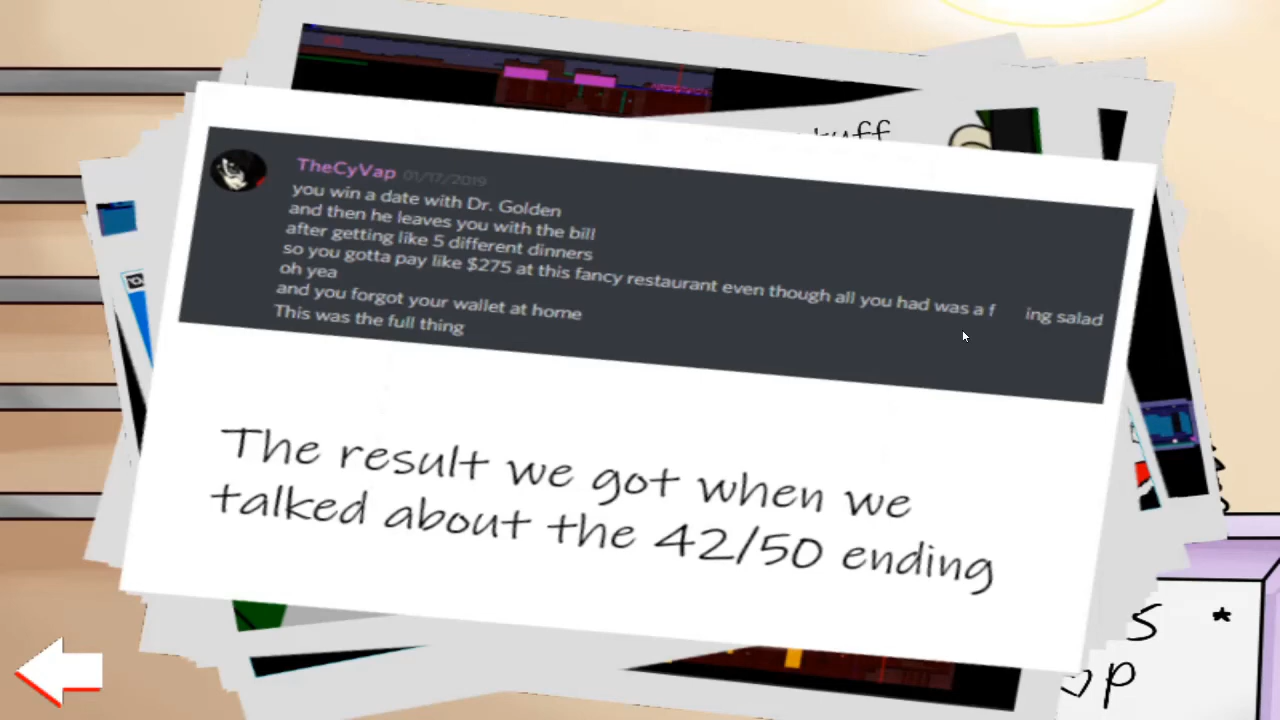 stuff
TheCyVap 01/17/2019
you win a date with Dr. Golden
and then he leaves you with the bill
after getting like 5 different dinners
so you gotta pay like $275 at this fancy restaurant even though all you had was a f ing salad
oh yea
and you forgot your wallet at home
This was the full thing
The result we got when we
talked about the 42/50 ending
s *
p